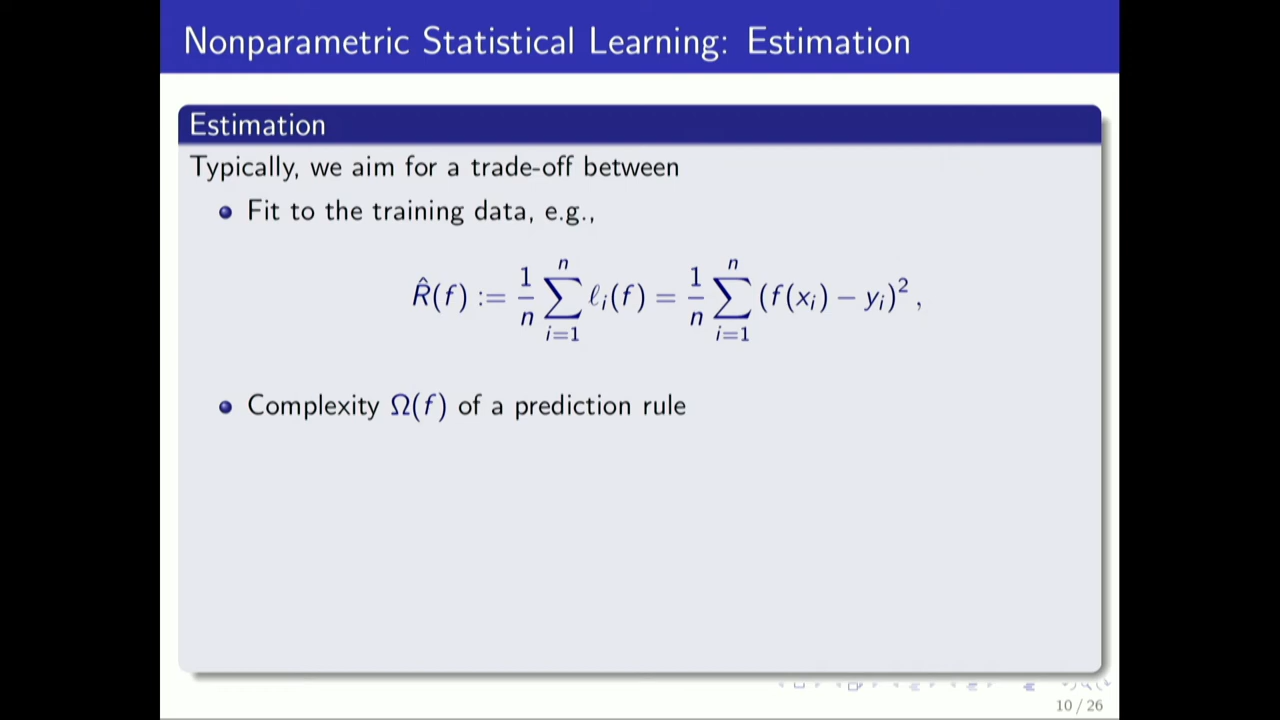 Nonparametric Statistical Learning: Estimation
Estimation
Typically, we aim for a trade-off between
Fit to the training data, e.g.,
R̂(f) := 1/n ∑_{i=1}^{n} ℓ_i(f) = 1/n ∑_{i=1}^{n} (f(x_i) − y_i)²,
Complexity Ω(f) of a prediction rule
10 / 26